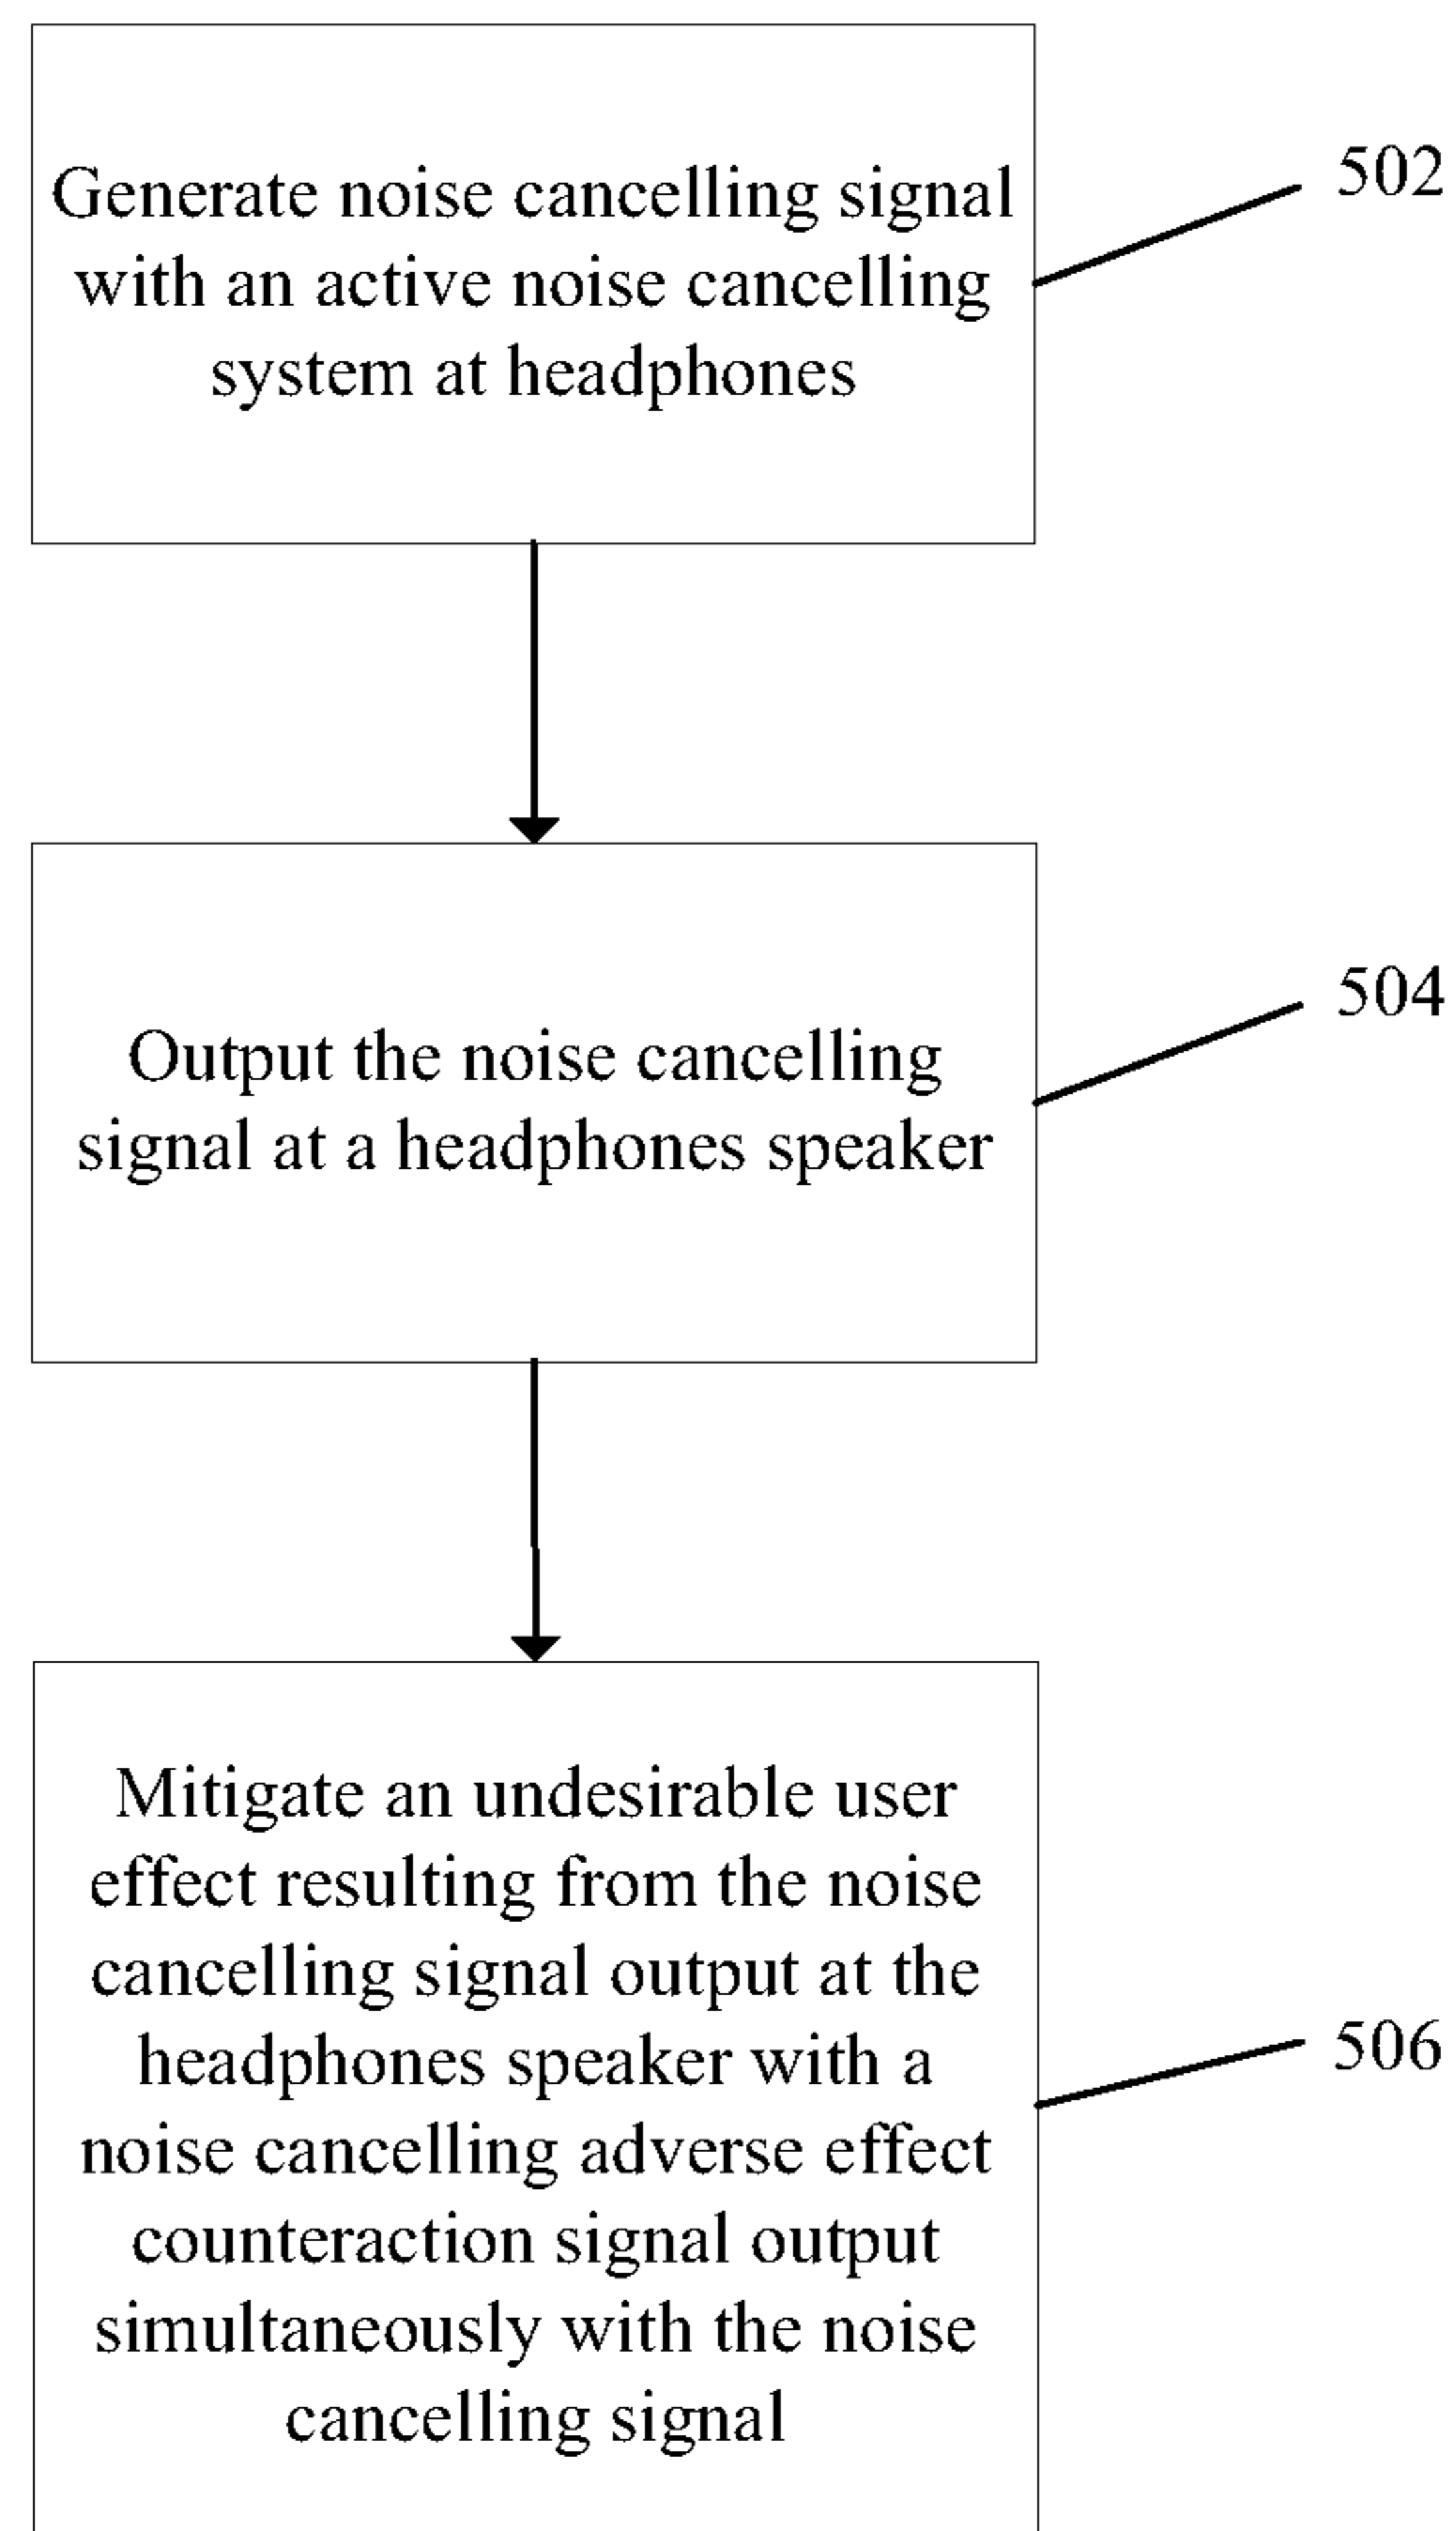 Generate noise cancelling signal
with an active noise cancelling
system at headphones
502
Output the noise cancelling
signal at a headphones speaker
504
Mitigate an undesirable user
effect resulting from the noise
cancelling signal output at the
headphones speaker with a
noise cancelling adverse effect
counteraction signal output
simultaneously with the noise
cancelling signal
506